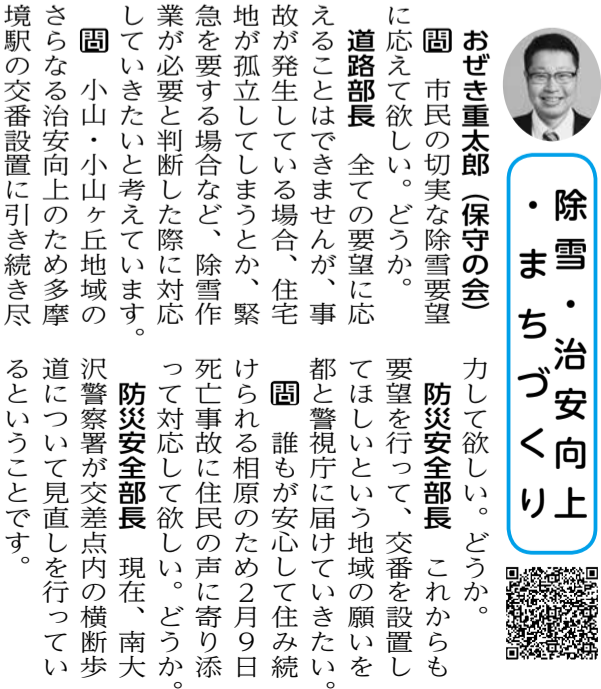 除雪・治安向上
・まちづくり
おぜき重太郎（保守の会）
問　市民の切実な除雪要望
に応えて欲しい。どうか。
道路部長　全ての要望に応
えることはできませんが、事
故が発生している場合、住宅
地が孤立してしまうとか、緊
急を要する場合など、除雪作
業が必要と判断した際に対応
していきたいと考えています。
問　小山・小山ヶ丘地域の
さらなる治安向上のため多摩
境駅の交番設置に引き続き尽
力して欲しい。どうか。
防災安全部長　これからも
要望を行って、交番を設置し
てほしいという地域の願いを
都と警視庁に届けていきたい。
問　誰もが安心して住み続
けられる相原のため２月９日
死亡事故に住民の声に寄り添
って対応して欲しい。どうか。
防災安全部長　現在、南大
沢警察署が交差点内の横断歩
道について見直しを行ってい
るということです。